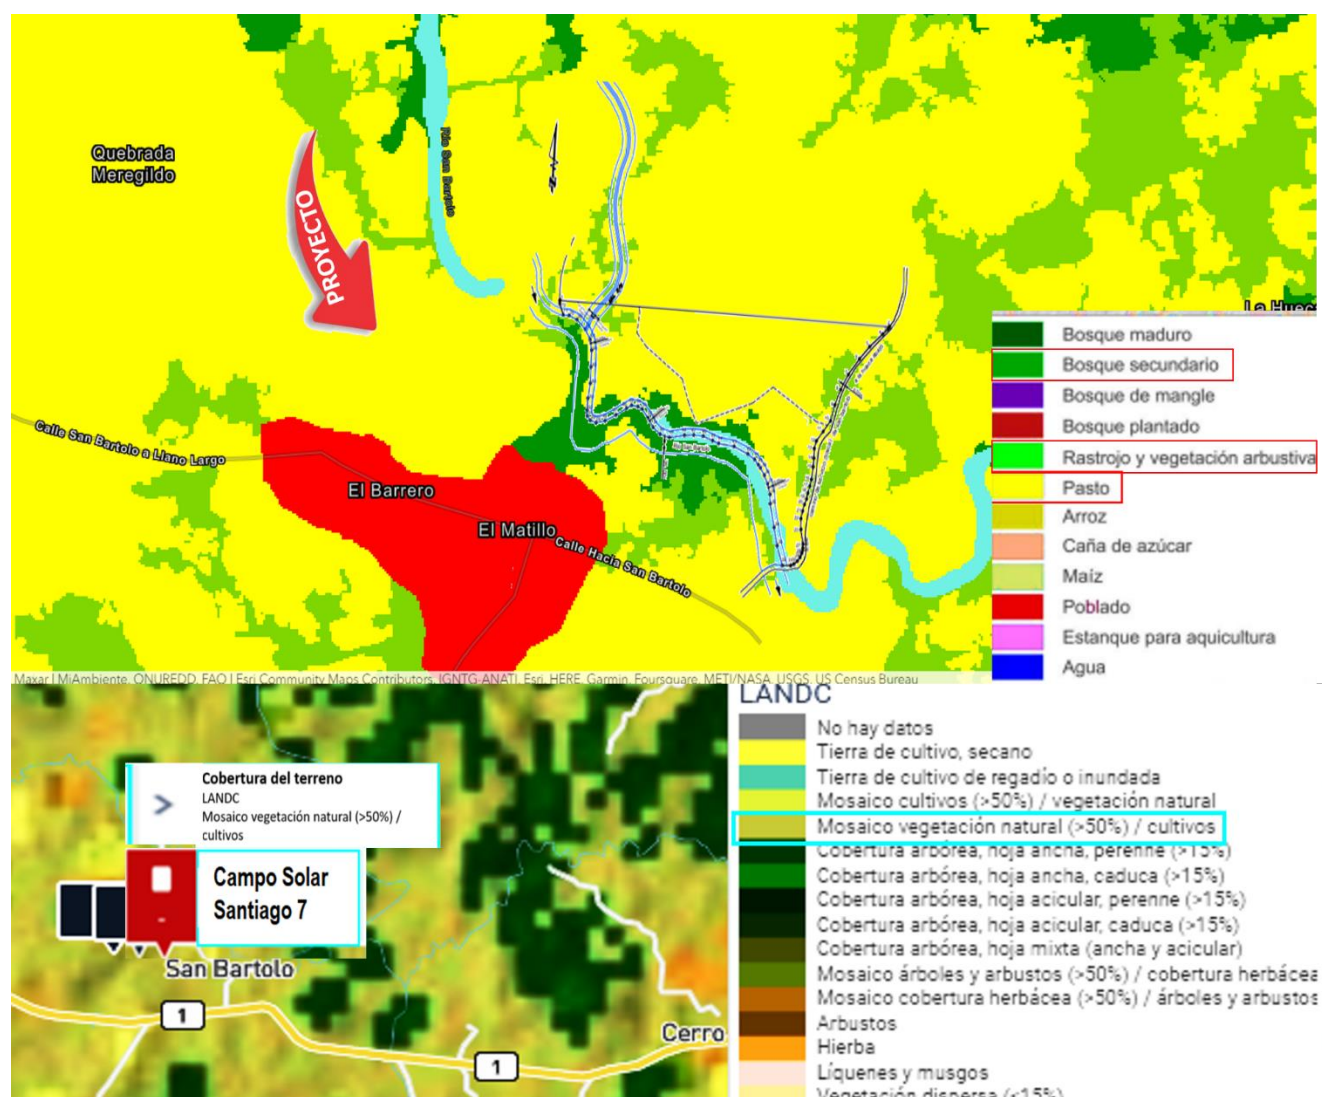 Quebrada
Meregildo
Río San Bartolo
PROYECTO
La Huec
Calle San Bartolo a Llano Largo
El Barrero
El Matillo
Calle Hacia San Bartolo
Bosque maduro
Bosque secundario
Bosque de mangle
Bosque plantado
Rastrojo y vegetación arbustiva
Pasto
Arroz
Caña de azúcar
Maíz
Poblado
Estanque para aquicultura
Agua
Maxar | MiAmbiente, ONUREDD, FAO | Esri Community Maps Contributors, IGNTG-ANATI, Esri, HERE, Garmin, Foursquare, METI/NASA, USGS, US Census Bureau
Cobertura del terreno
LANDC
Mosaico vegetación natural (>50%) /
cultivos
Campo Solar
Santiago 7
San Bartolo
1
1
Cerro
LANDC
No hay datos
Tierra de cultivo, secano
Tierra de cultivo de regadío o inundada
Mosaico cultivos (>50%) / vegetación natural
Mosaico vegetación natural (>50%) / cultivos
Cobertura arbórea, hoja ancha, perenne (>15%)
Cobertura arbórea, hoja ancha, caduca (>15%)
Cobertura arbórea, hoja acicular, perenne (>15%)
Cobertura arbórea, hoja acicular, caduca (>15%)
Cobertura arbórea, hoja mixta (ancha y acicular)
Mosaico árboles y arbustos (>50%) / cobertura herbácea
Mosaico cobertura herbácea (>50%) / árboles y arbustos
Arbustos
Hierba
Líquenes y musgos
Vegetación dispersa (<15%)